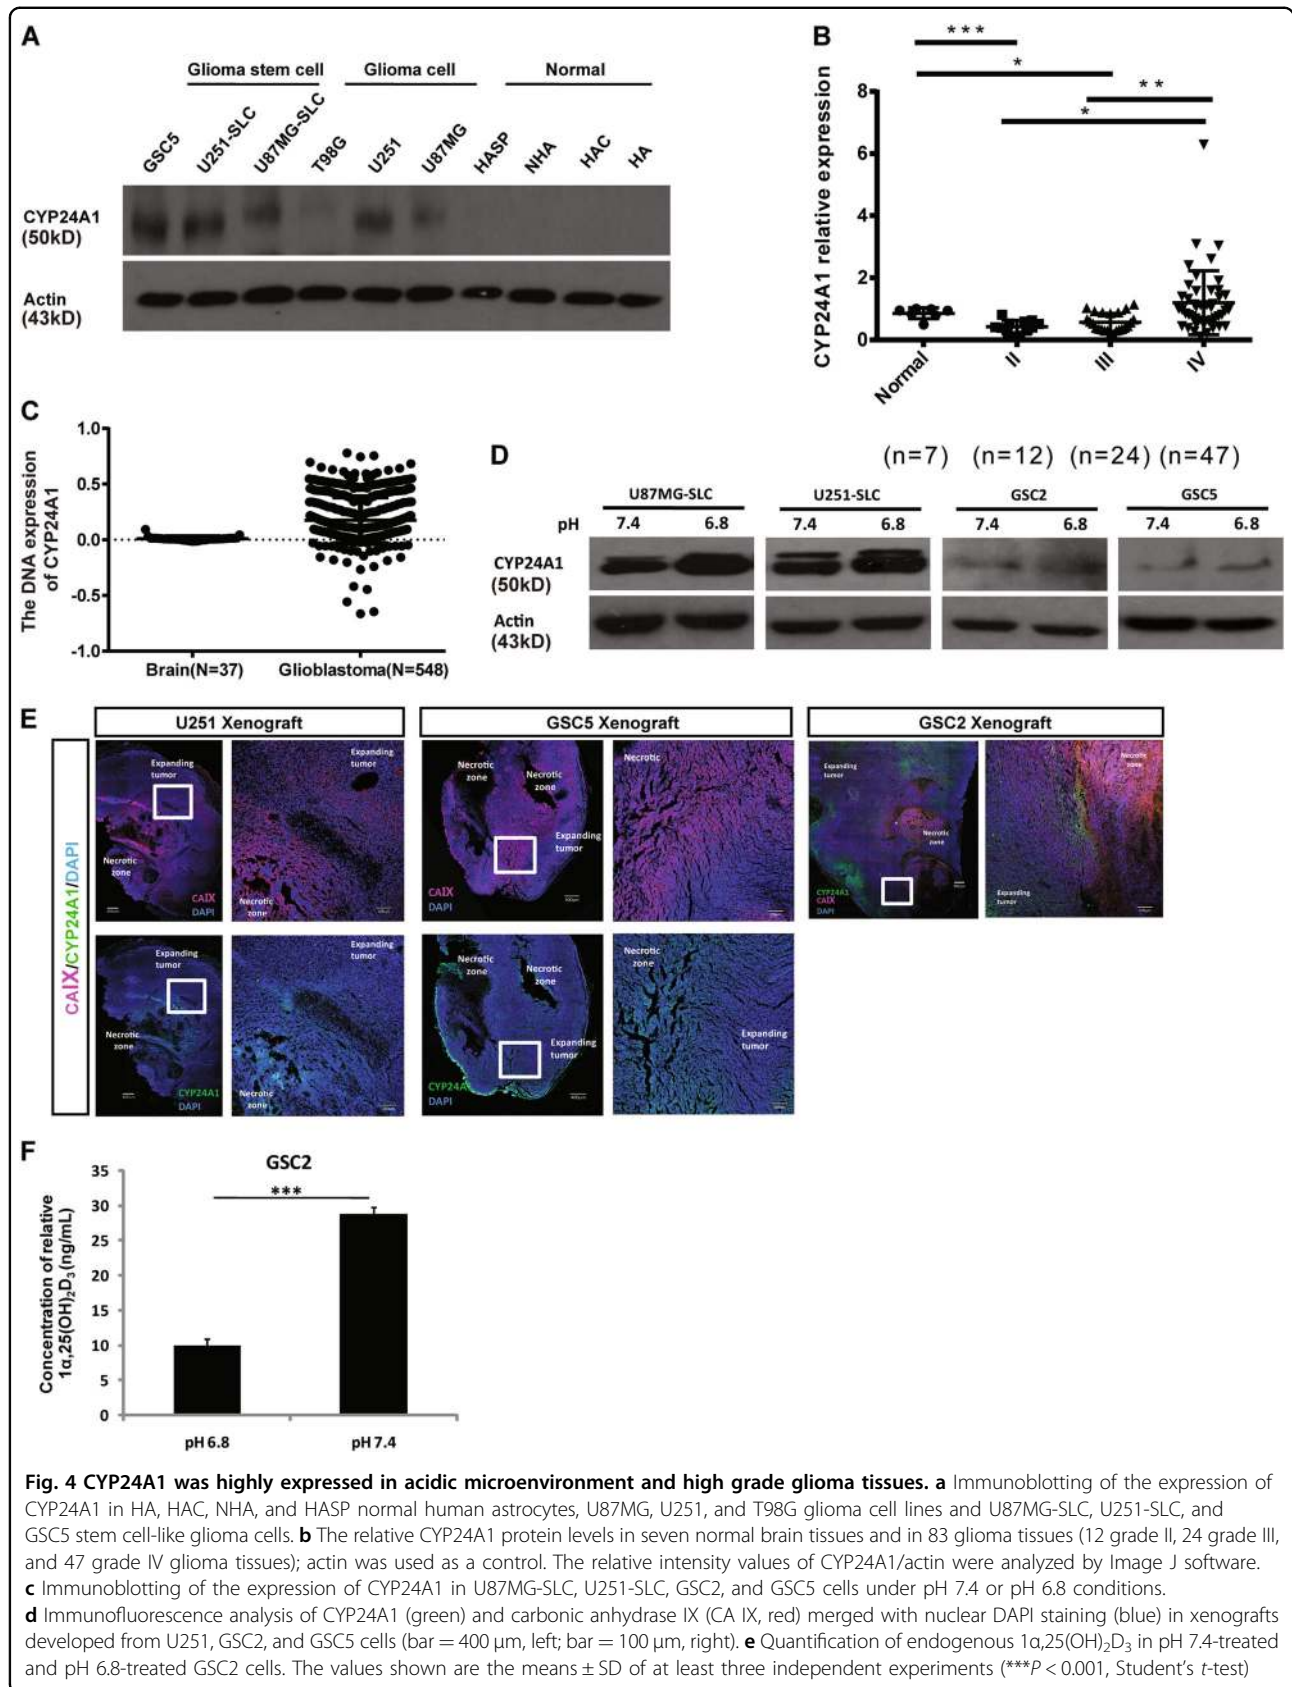 A
Glioma stem cell
Glioma cell
Normal
GSC5
U251-SLC
U87MG-SLC
T98G
U251
U87MG
HASP
NHA
HAC
HA
CYP24A1
(50kD)
Actin
(43kD)
B
***
*
**
*
CYP24A1 relative expression
8
6
4
2
0
Normal
II
III
IV
(n=7) (n=12) (n=24) (n=47)
C
The DNA expression
of CYP24A1
1.0
0.5
0.0
-0.5
-1.0
Brain(N=37)
Glioblastoma(N=548)
D
U87MG-SLC
U251-SLC
GSC2
GSC5
pH 7.4 6.8 7.4 6.8 7.4 6.8 7.4 6.8
CYP24A1
(50kD)
Actin
(43kD)
E
CAIX/CYP24A1/DAPI
U251 Xenograft
GSC5 Xenograft
GSC2 Xenograft
Expanding
tumor
Necrotic
zone
CAIX
DAPI
Expanding
tumor
Necrotic
zone
Necrotic
zone
Necrotic
zone
Expanding
tumor
CAIX
DAPI
Necrotic
zone
Expanding
tumor
Necrotic
zone
CYP24A1
CAIX
DAPI
Necrotic
zone
Expanding
tumor
Expanding
tumor
Necrotic
zone
CYP24A1
DAPI
Expanding
tumor
Necrotic
zone
Necrotic
zone
Necrotic
zone
Expanding
tumor
CYP24A
DAPI
Necrotic
zone
Expanding
tumor
F
GSC2
***
Concentration of relative
1α,25(OH)₂D₃(ng/mL)
35
30
25
20
15
10
5
0
pH 6.8
pH 7.4
Fig. 4 CYP24A1 was highly expressed in acidic microenvironment and high grade glioma tissues. a Immunoblotting of the expression of
CYP24A1 in HA, HAC, NHA, and HASP normal human astrocytes, U87MG, U251, and T98G glioma cell lines and U87MG-SLC, U251-SLC, and
GSC5 stem cell-like glioma cells. b The relative CYP24A1 protein levels in seven normal brain tissues and in 83 glioma tissues (12 grade II, 24 grade III,
and 47 grade IV glioma tissues); actin was used as a control. The relative intensity values of CYP24A1/actin were analyzed by Image J software.
c Immunoblotting of the expression of CYP24A1 in U87MG-SLC, U251-SLC, GSC2, and GSC5 cells under pH 7.4 or pH 6.8 conditions.
d Immunofluorescence analysis of CYP24A1 (green) and carbonic anhydrase IX (CA IX, red) merged with nuclear DAPI staining (blue) in xenografts
developed from U251, GSC2, and GSC5 cells (bar = 400 μm, left; bar = 100 μm, right). e Quantification of endogenous 1α,25(OH)₂D₃ in pH 7.4-treated
and pH 6.8-treated GSC2 cells. The values shown are the means ± SD of at least three independent experiments (***P < 0.001, Student's t-test)